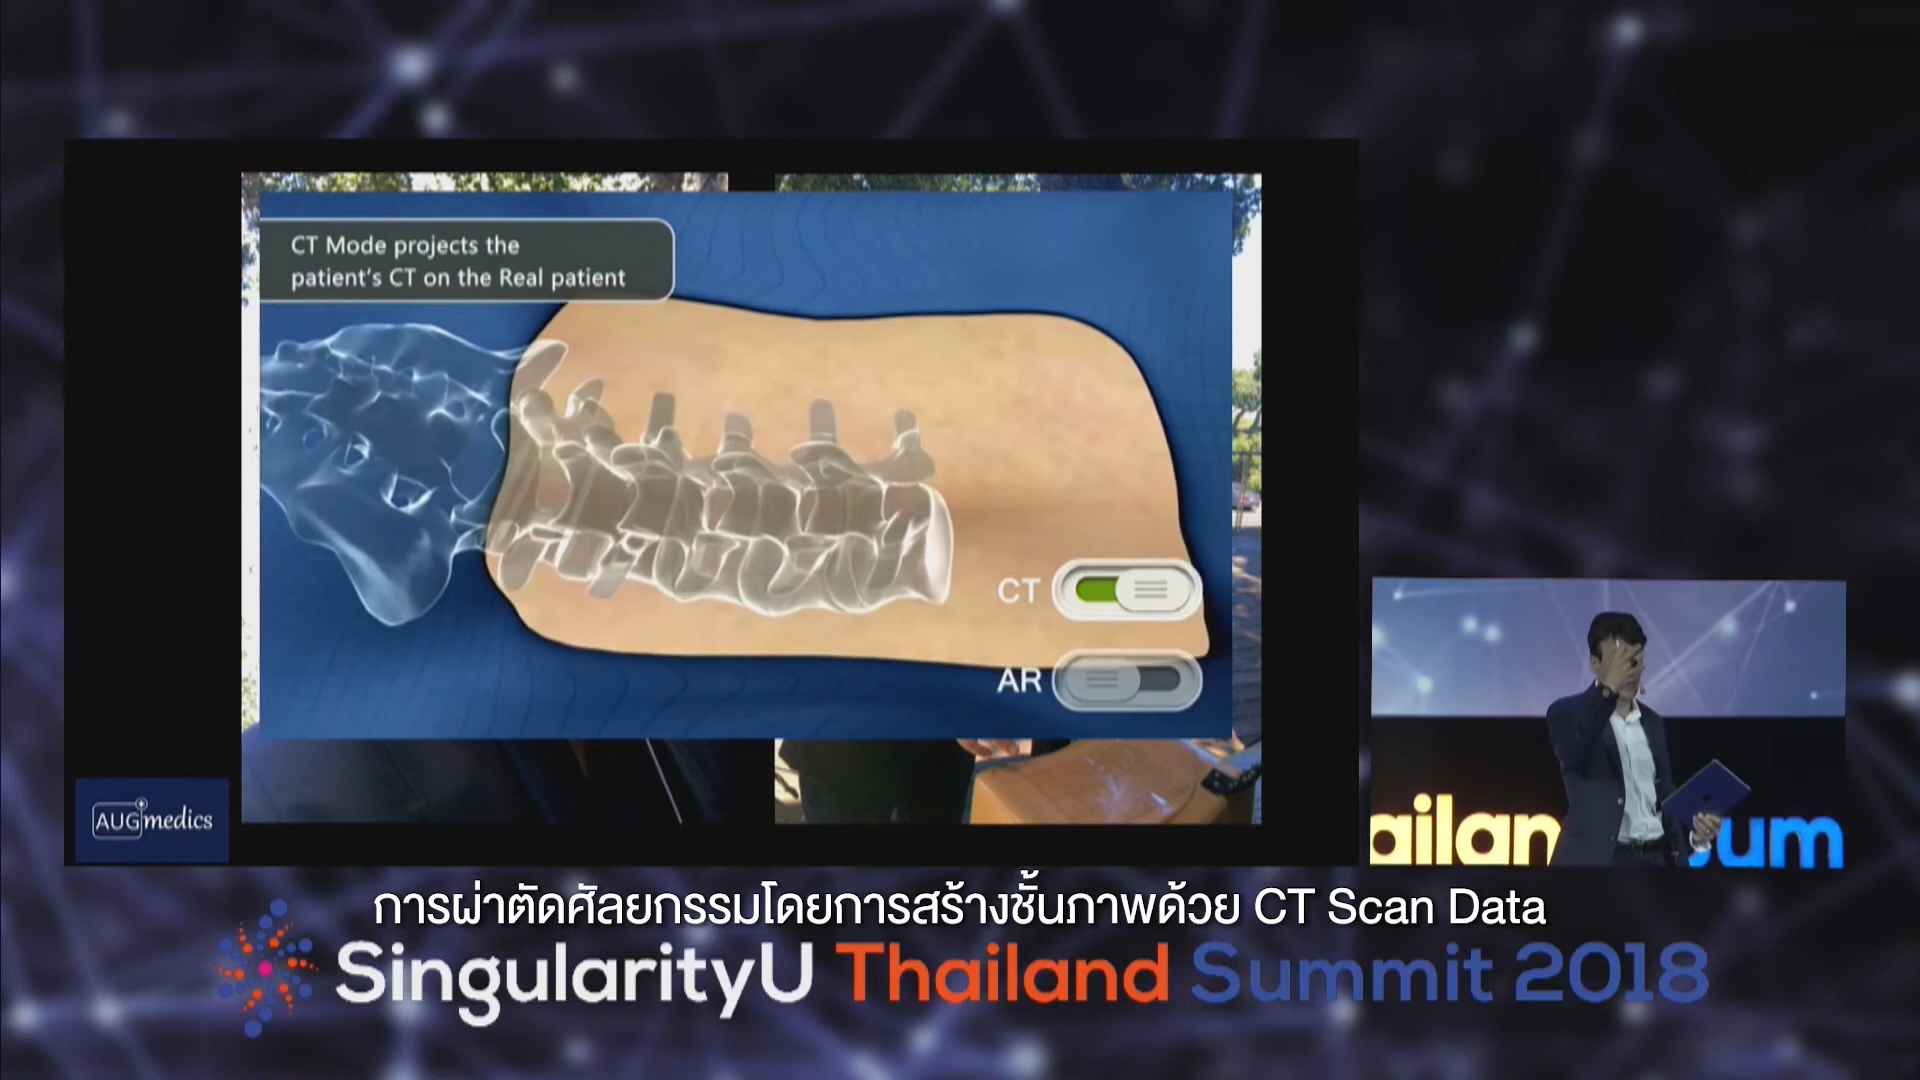 CT Mode projects the
patient's CT on the Real patient
CT
AR
AUGmedics
ailan
um
การผ่าตัดศัลยกรรมโดยการสร้างชั้นภาพด้วย CT Scan Data
SingularityU Thailand Summit 2018